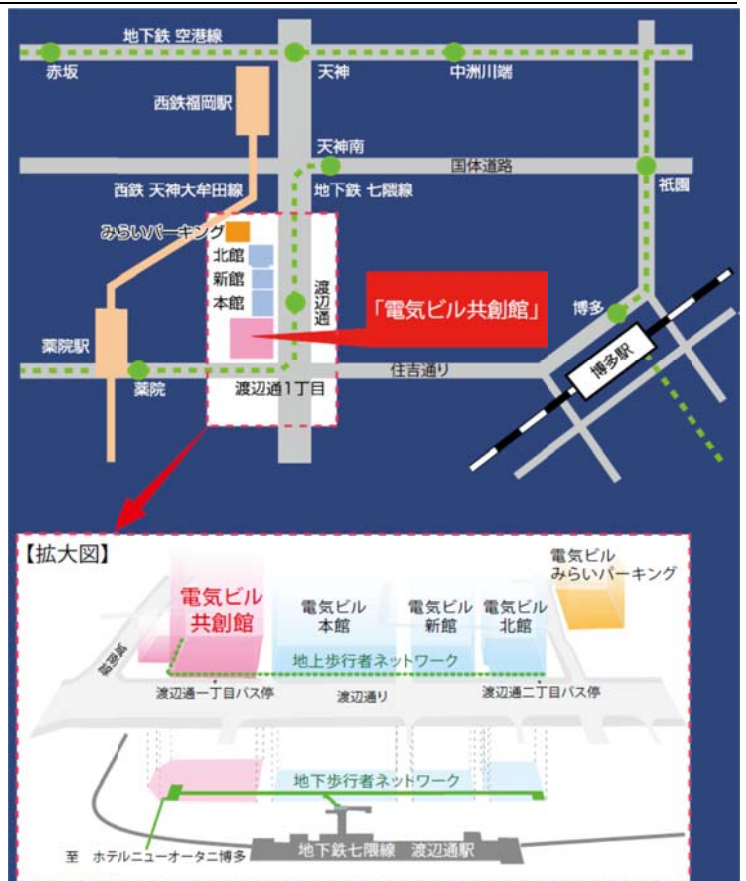 地下鉄 空港線
赤坂
天神
中洲川端
西鉄福岡駅
天神南
国体道路
祇園
西鉄 天神大牟田線
地下鉄 七隈線
みらいパーキング
北館
新館
本館
渡辺通
「電気ビル共創館」
博多
博多駅
薬院駅
薬院
渡辺通1丁目
住吉通り
【拡大図】
電気ビル
みらいパーキング
電気ビル
共創館
電気ビル
本館
電気ビル
新館
電気ビル
北館
地上歩行者ネットワーク
渡辺通一丁目バス停
渡辺通り
渡辺通二丁目バス停
地下歩行者ネットワーク
至 ホテルニューオータニ博多
地下鉄七隈線 渡辺通駅